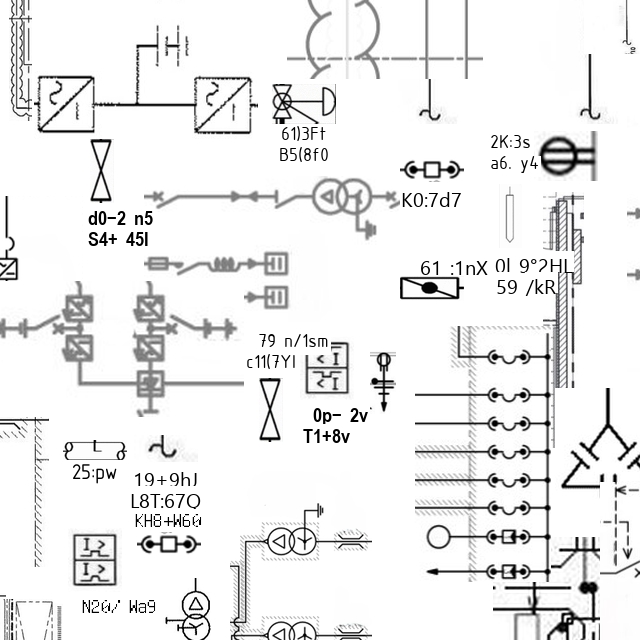 61)3Ft
B5(8f0
2K:3s
a6. y4
K0:7d7
d0-2 n5
S4+ 45l
61 :1nX
0l 9°2HL
59 /kR
79 n/1sm
c11(7Yl
0p- 2v
T1+8v
25:pw
19+9hJ
L8T:67Q
KH8+W60
N20/ Wa9